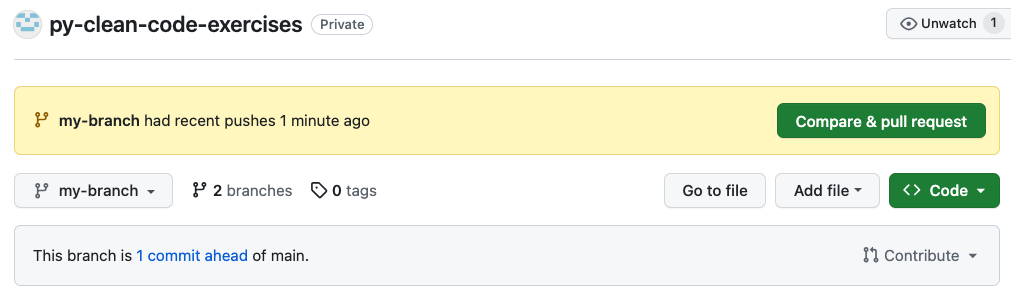 py-clean-code-exercises Private Unwatch 1
my-branch had recent pushes 1 minute ago Compare & pull request
my-branch 2 branches 0 tags Go to file Add file <> Code
This branch is 1 commit ahead of main. Contribute